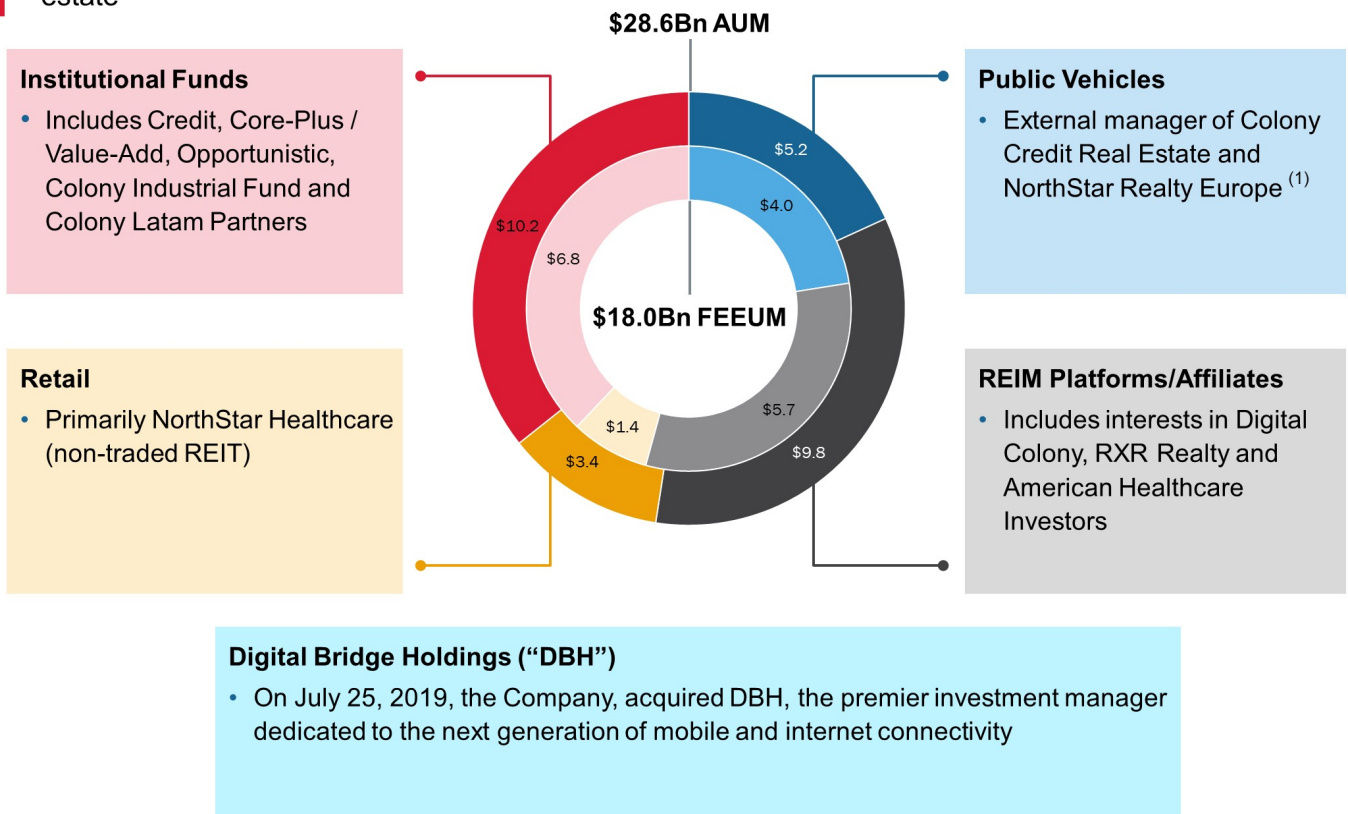 estate
$28.6Bn AUM
Institutional Funds
• Includes Credit, Core-Plus /
Value-Add, Opportunistic,
Colony Industrial Fund and
Colony Latam Partners
Public Vehicles
• External manager of Colony
Credit Real Estate and
NorthStar Realty Europe (1)
$5.2
$4.0
$10.2
$6.8
$18.0Bn FEEUM
$5.7
$1.4
$9.8
$3.4
Retail
• Primarily NorthStar Healthcare
(non-traded REIT)
REIM Platforms/Affiliates
• Includes interests in Digital
Colony, RXR Realty and
American Healthcare
Investors
Digital Bridge Holdings (“DBH”)
• On July 25, 2019, the Company, acquired DBH, the premier investment manager
dedicated to the next generation of mobile and internet connectivity